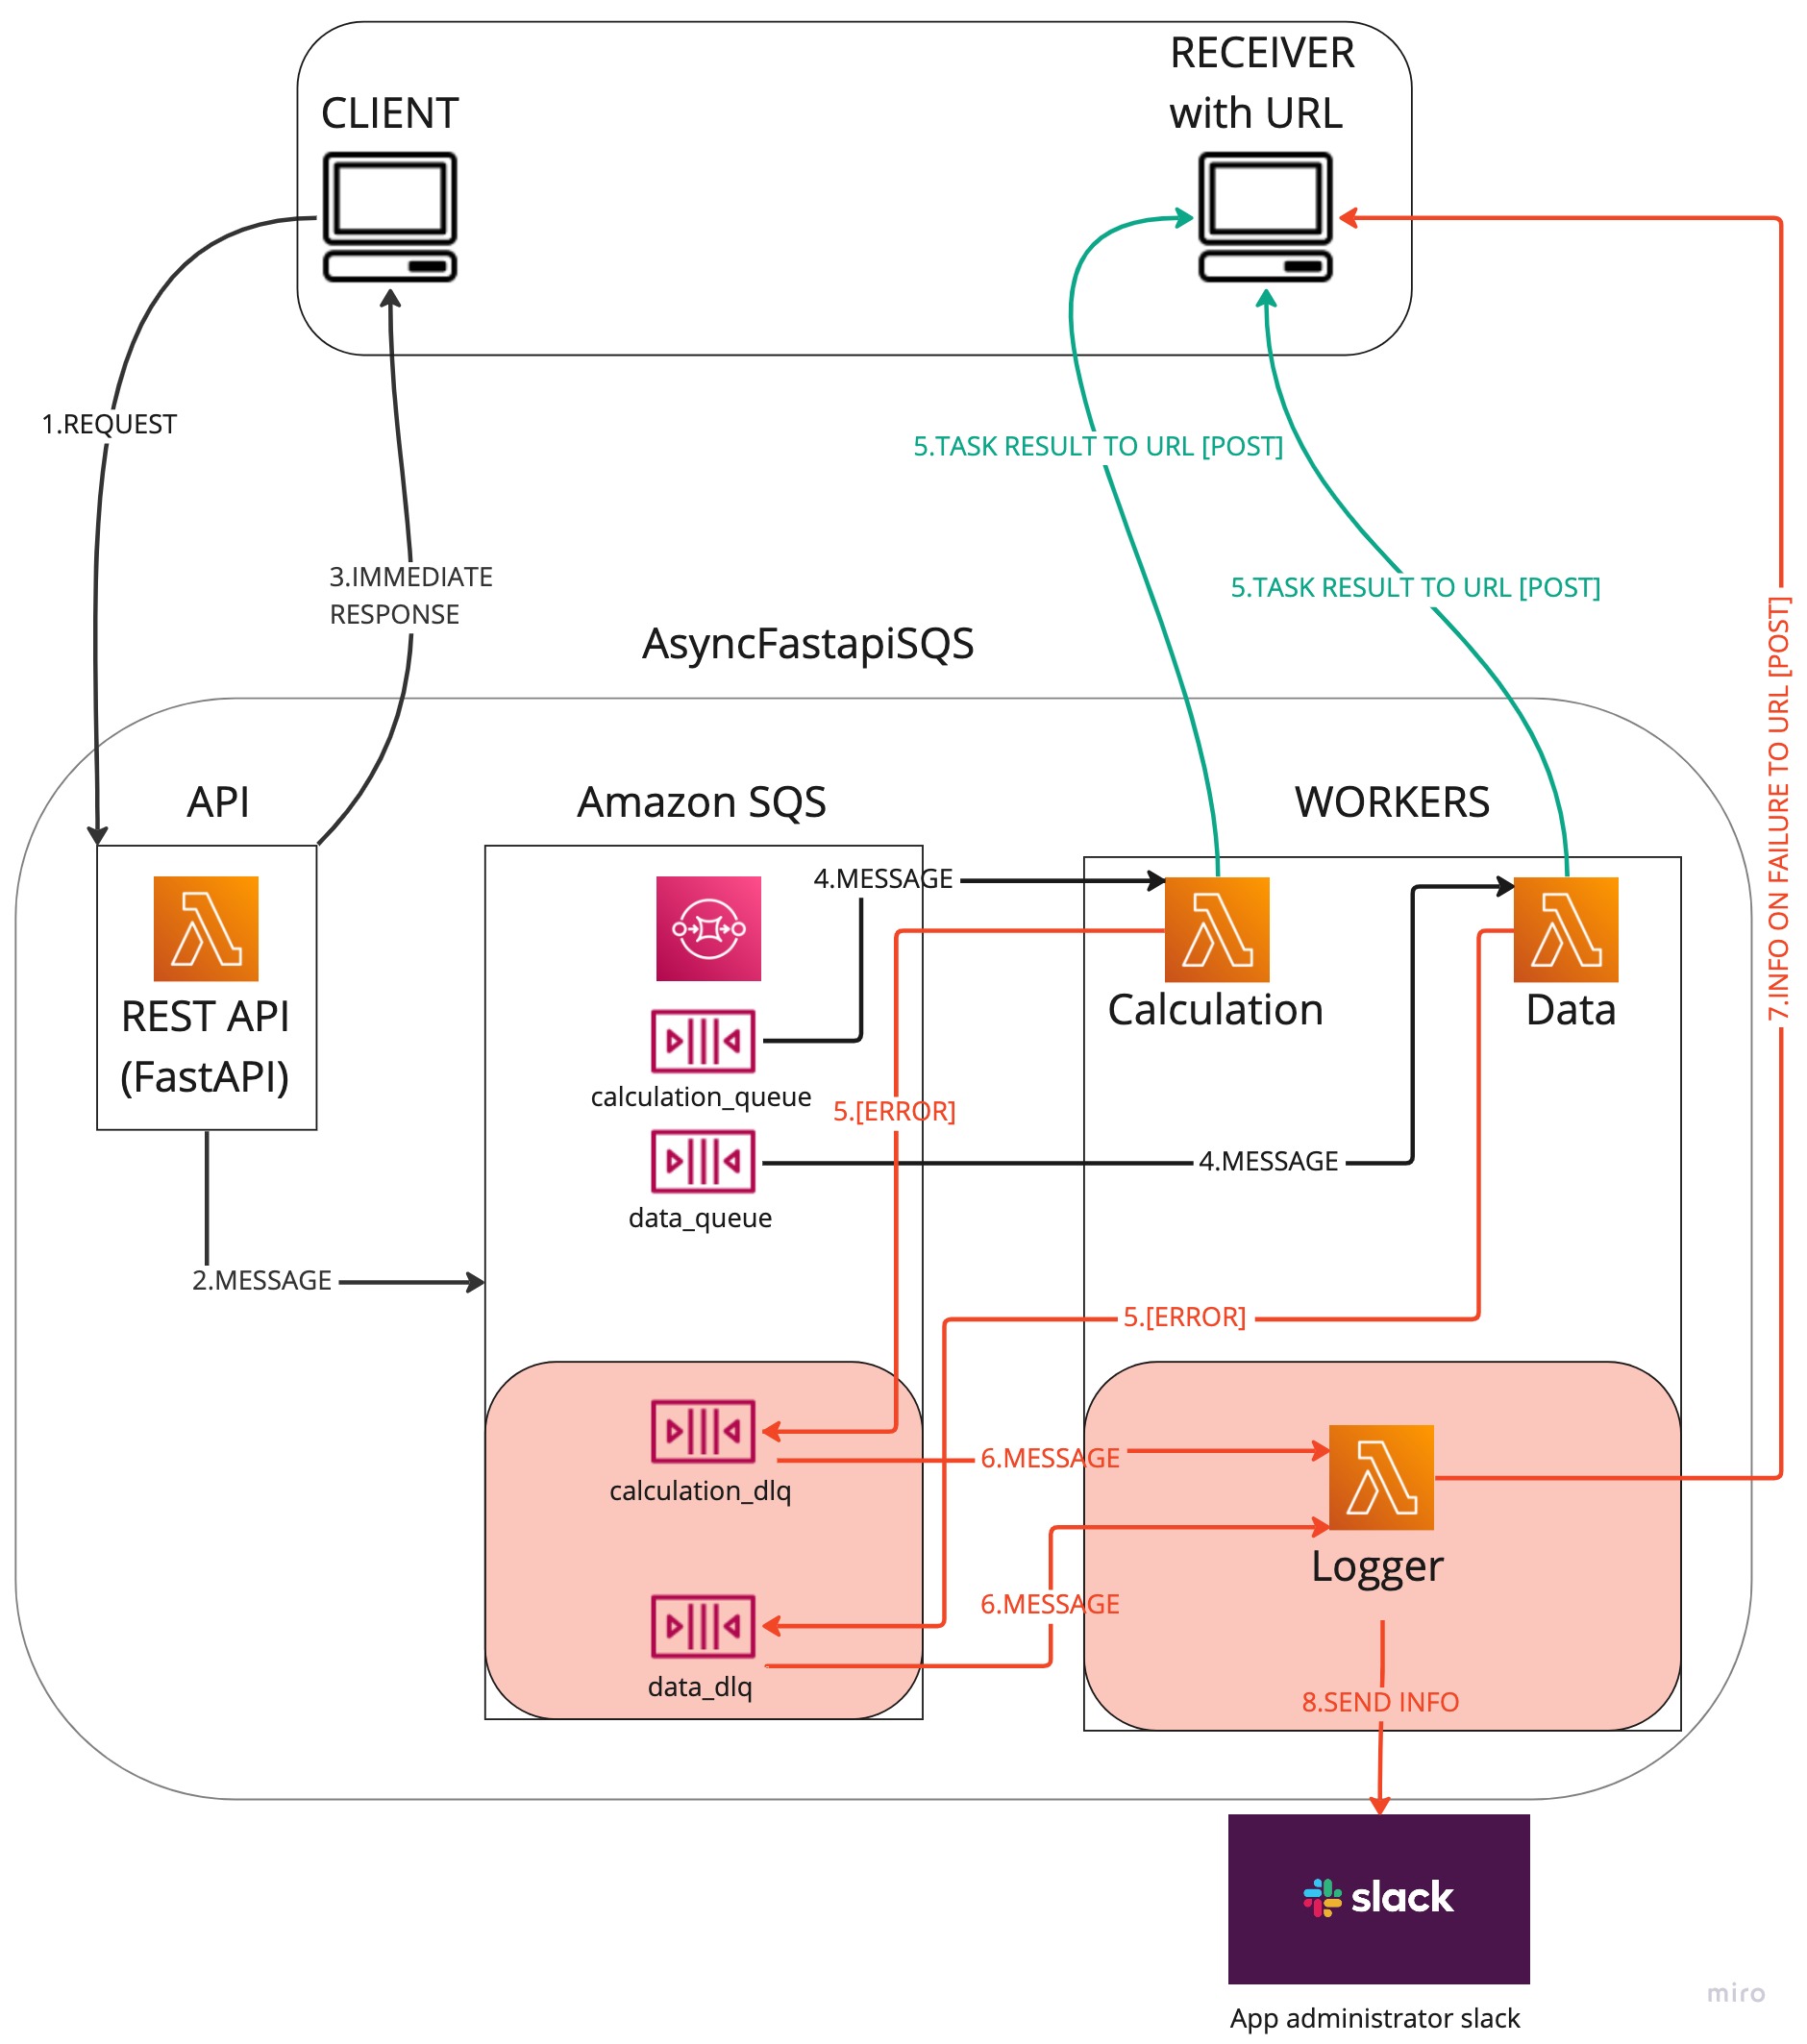 RECEIVER
with URL
CLIENT
1.REQUEST
5.TASK RESULT TO URL [POST]
3.IMMEDIATE
RESPONSE
5.TASK RESULT TO URL [POST]
AsyncFastapiSQS
7.INFO ON FAILURE TO URL [POST]
API
Amazon SQS
WORKERS
4.MESSAGE
REST API
(FastAPI)
Calculation
Data
calculation_queue
5.[ERROR]
4.MESSAGE
data_queue
2.MESSAGE
5.[ERROR]
6.MESSAGE
calculation_dlq
Logger
6.MESSAGE
data_dlq
8.SEND INFO
slack
miro
App administrator slack